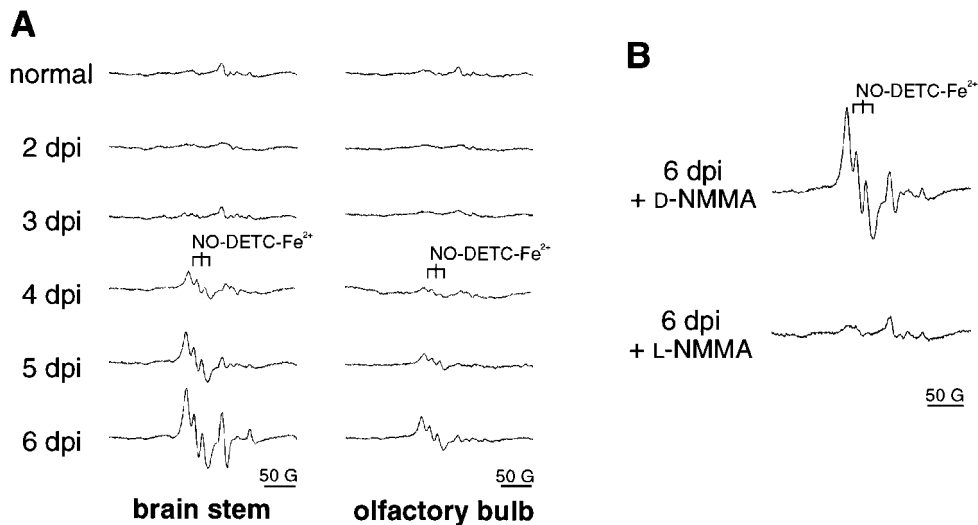 A
normal
2 dpi
3 dpi
NO-DETC-Fe²⁺
NO-DETC-Fe²⁺
4 dpi
5 dpi
6 dpi
50 G
50 G
brain stem
olfactory bulb
B
NO-DETC-Fe²⁺
6 dpi
+ D-NMMA
6 dpi
+ L-NMMA
50 G